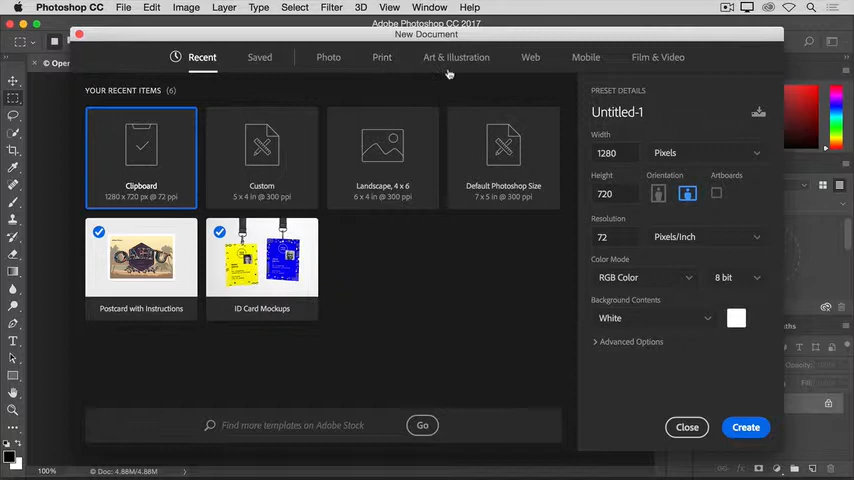 Photoshop CC File Edit Image Layer Type Select Filter 3D View Window Help
Adobe Photoshop CC 2017
New Document
Recent Saved Photo Print Art & Illustration Web Mobile Film & Video
YOUR RECENT ITEMS (6)
Clipboard
1280 x 720 px @ 72 ppi
Custom
5 x 4 in @ 300 ppi
Landscape, 4 x 6
6 x 4 in @ 300 ppi
Default Photoshop Size
7 x 5 in @ 300 ppi
Postcard with Instructions
ID Card Mockups
Find more templates on Adobe Stock
Go
PRESET DETAILS
Untitled-1
Width
1280 Pixels
Height Orientation Artboards
720
Resolution
72 Pixels/Inch
Color Mode
RGB Color 8 bit
Background Contents
White
Advanced Options
Close Create
© Open
Opacity:
Fill:
100% Doc: 4.88M/4.88M